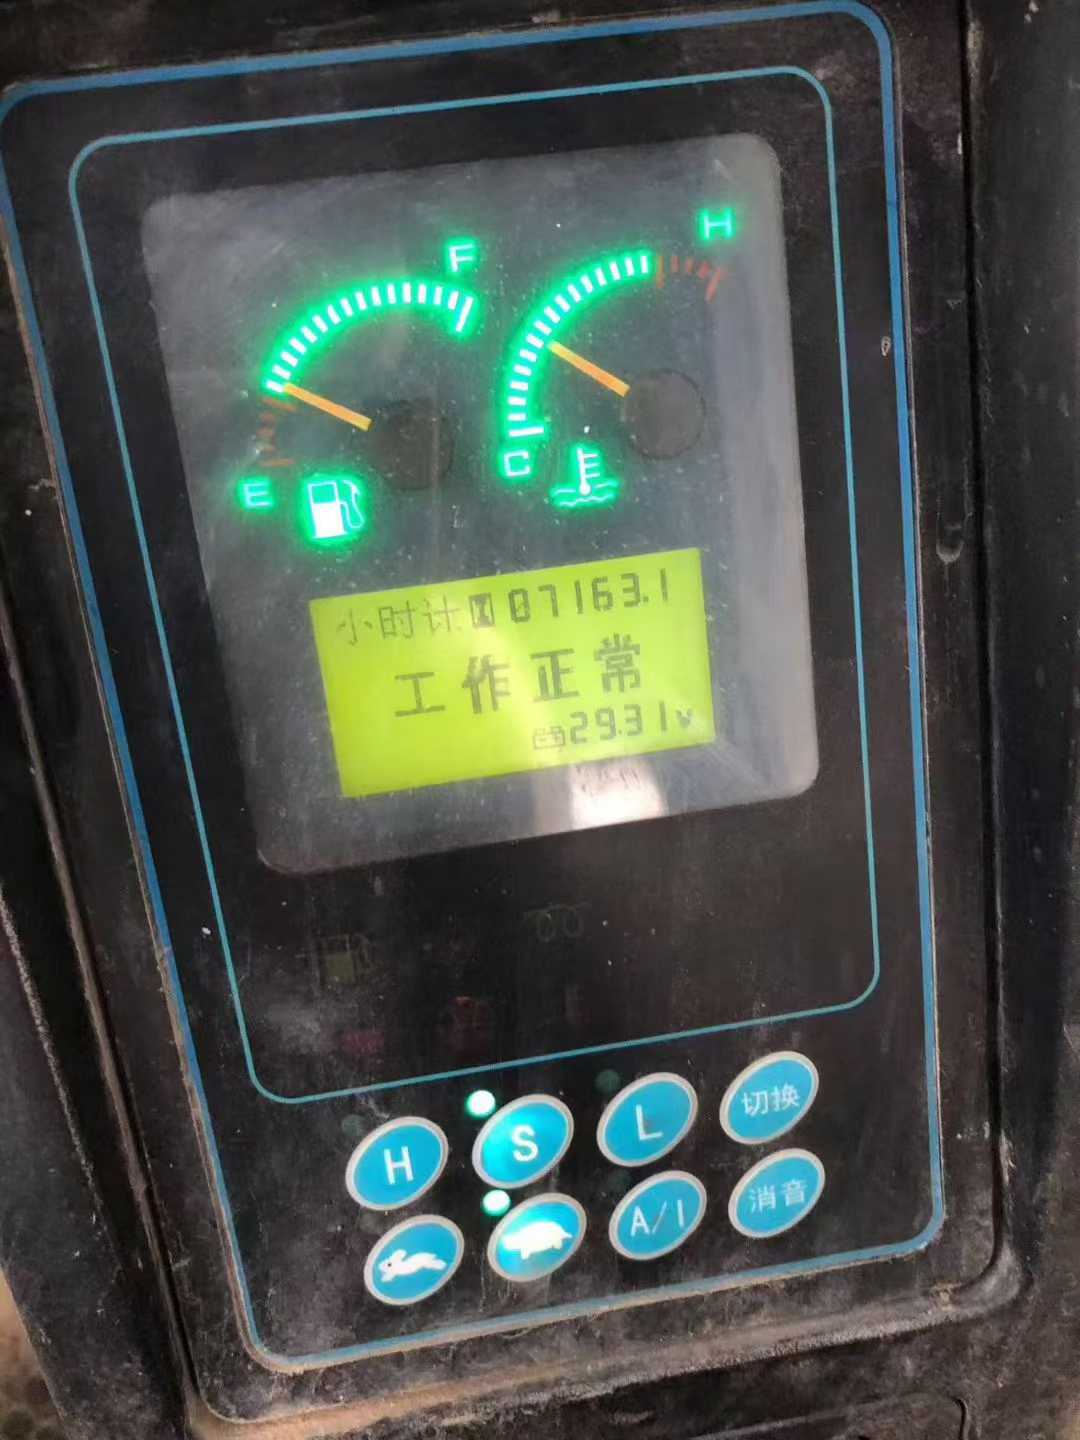 F H
E C
小时计 07163.1
工作正常
29.31v
H S L 切换
A/I 消音